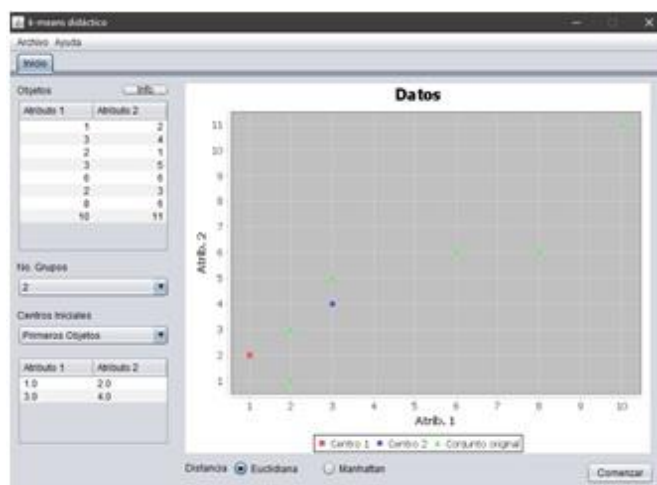 k-means didáctico
Archivo Ayuda
Inicio
Objetos Info.
Atributo 1 Atributo 2
1 2
3 4
2 1
3 5
6 6
2 3
8 6
10 11
No. Grupos
2
Centros Iniciales
Primeros Objetos
Atributo 1 Atributo 2
1.0 2.0
3.0 4.0
Datos
Atrib. 2
11
10
9
8
7
6
5
4
3
2
1
1 2 3 4 5 6 7 8 9 10
Atrib. 1
Centro 1 Centro 2 Conjunto original
Distancia Euclidiana Manhattan
Comenzar